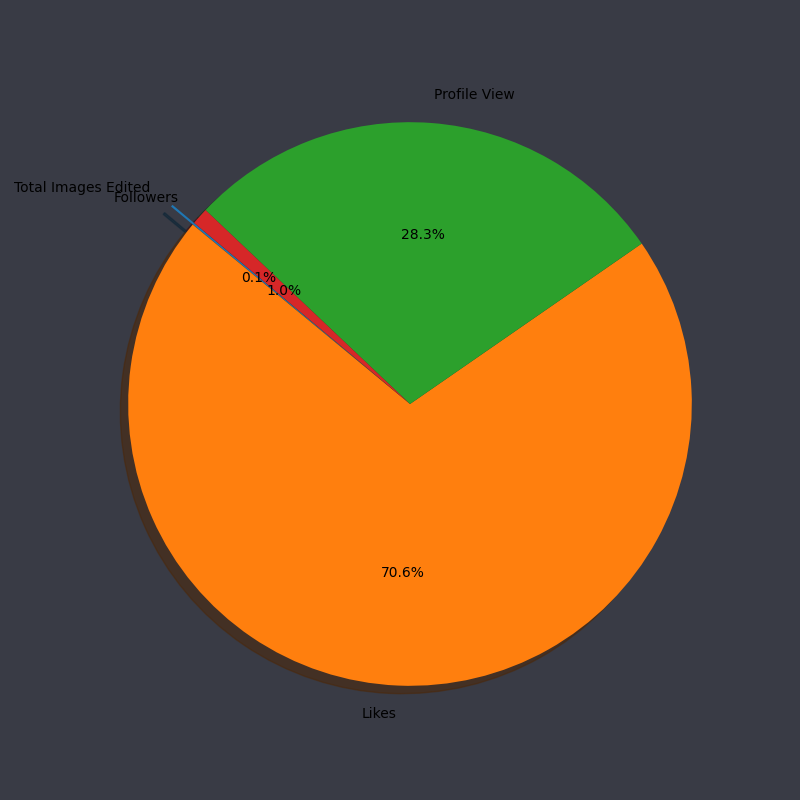 Profile View
Total Images Edited
Followers
28.3%
0.1%
1.0%
70.6%
Likes